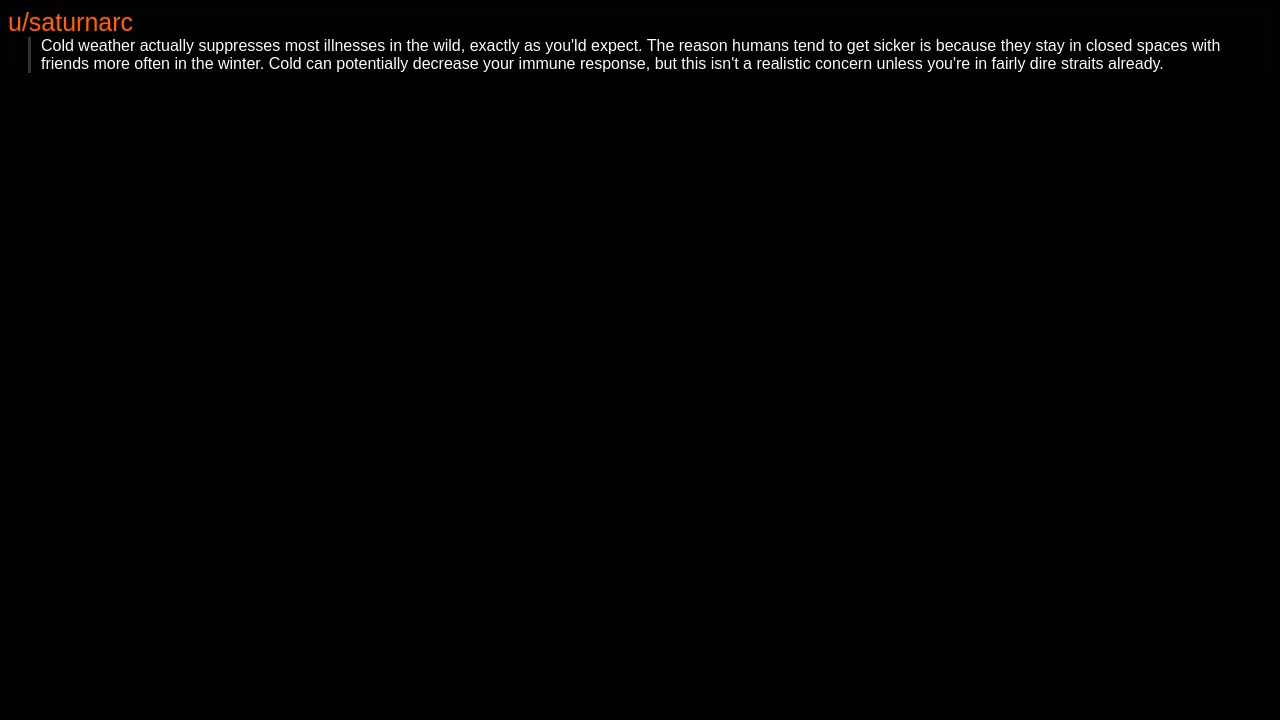 u/saturnarc
Cold weather actually suppresses most illnesses in the wild, exactly as you'ld expect. The reason humans tend to get sicker is because they stay in closed spaces with
friends more often in the winter. Cold can potentially decrease your immune response, but this isn't a realistic concern unless you're in fairly dire straits already.